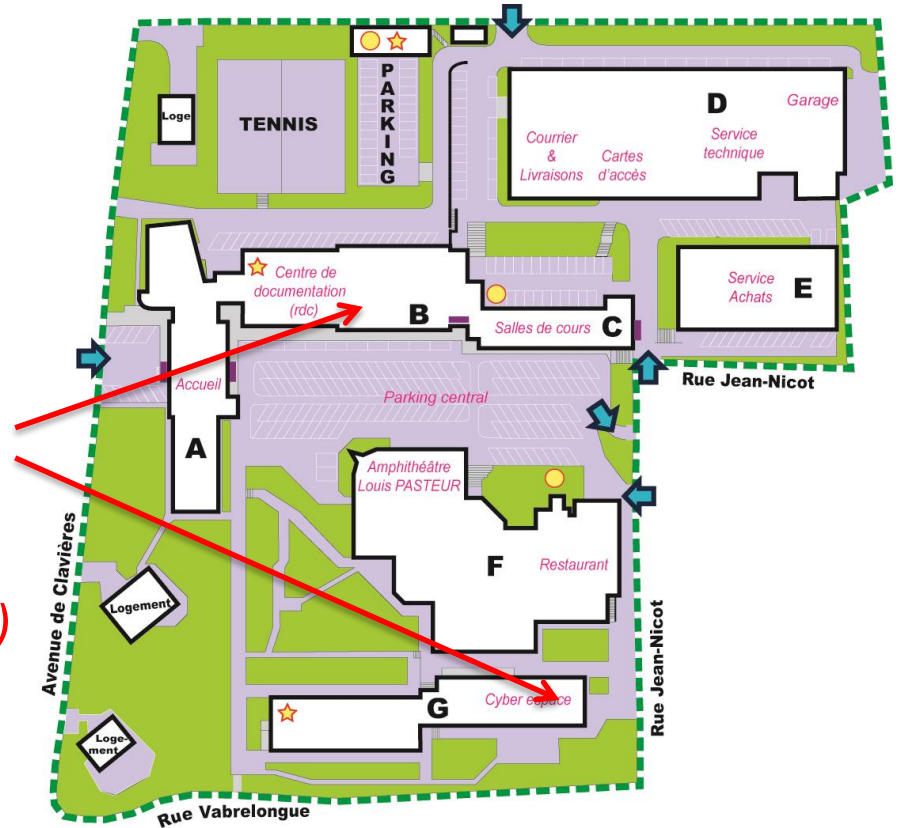 Loge
TENNIS
PARKING
D
Garage
Courrier
&
Livraisons
Cartes
d'accès
Service
technique
Centre de
documentation
(rdc)
B
Salles de cours
C
Service
Achats
E
Rue Jean-Nicot
Accueil
A
Parking central
Amphithéâtre
Louis PASTEUR
F
Restaurant
Avenue de Clavières
Logement
)
Rue Jean-Nicot
G
Cyber espace
Loge-
ment
Rue Vabrelongue